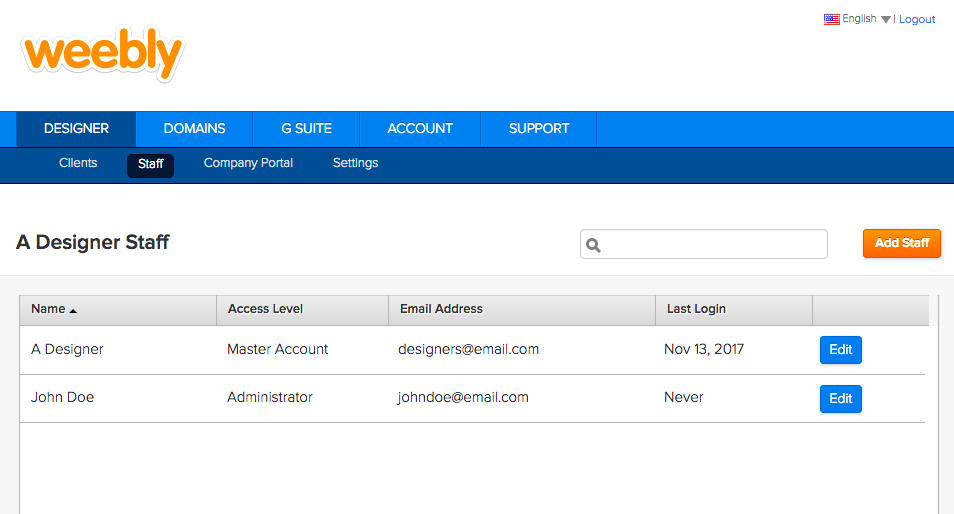 English | Logout
weebly
DESIGNER DOMAINS G SUITE ACCOUNT SUPPORT
Clients Staff Company Portal Settings
A Designer Staff Add Staff
Name Access Level Email Address Last Login
A Designer Master Account designers@email.com Nov 13, 2017 Edit
John Doe Administrator johndoe@email.com Never Edit